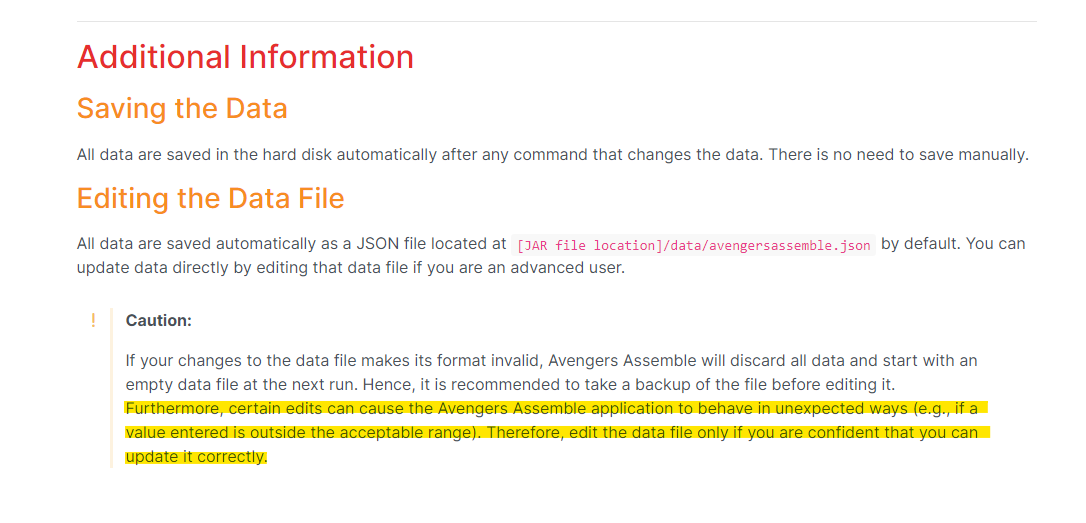 Additional Information
Saving the Data
All data are saved in the hard disk automatically after any command that changes the data. There is no need to save manually.
Editing the Data File
All data are saved automatically as a JSON file located at [JAR file location]/data/avengersassemble.json by default. You can
update data directly by editing that data file if you are an advanced user.
! Caution:
If your changes to the data file makes its format invalid, Avengers Assemble will discard all data and start with an
empty data file at the next run. Hence, it is recommended to take a backup of the file before editing it.
Furthermore, certain edits can cause the Avengers Assemble application to behave in unexpected ways (e.g., if a
value entered is outside the acceptable range). Therefore, edit the data file only if you are confident that you can
update it correctly.